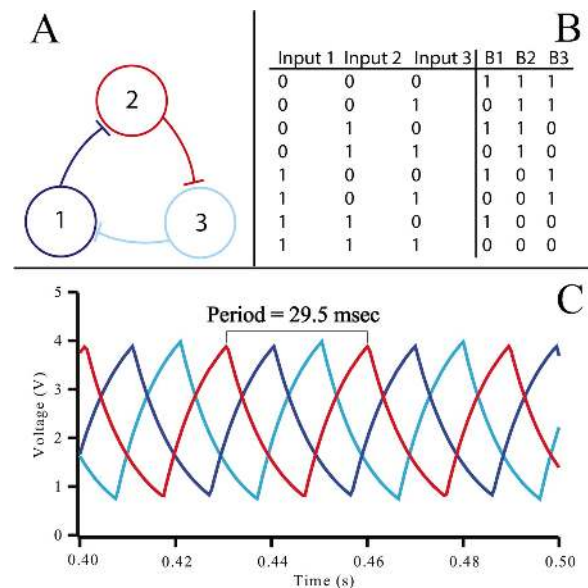 A
2
1
3
B
Input 1 Input 2 Input 3 B1 B2 B3
0 0 0 1 1 1
0 0 1 0 1 1
0 1 0 1 1 0
0 1 1 0 1 0
1 0 0 1 0 1
1 0 1 0 0 1
1 1 0 1 0 0
1 1 1 0 0 0
C
Period = 29.5 msec
Voltage (V)
5
4
3
2
1
0
0.40 0.42 0.44 0.46 0.48 0.50
Time (s)